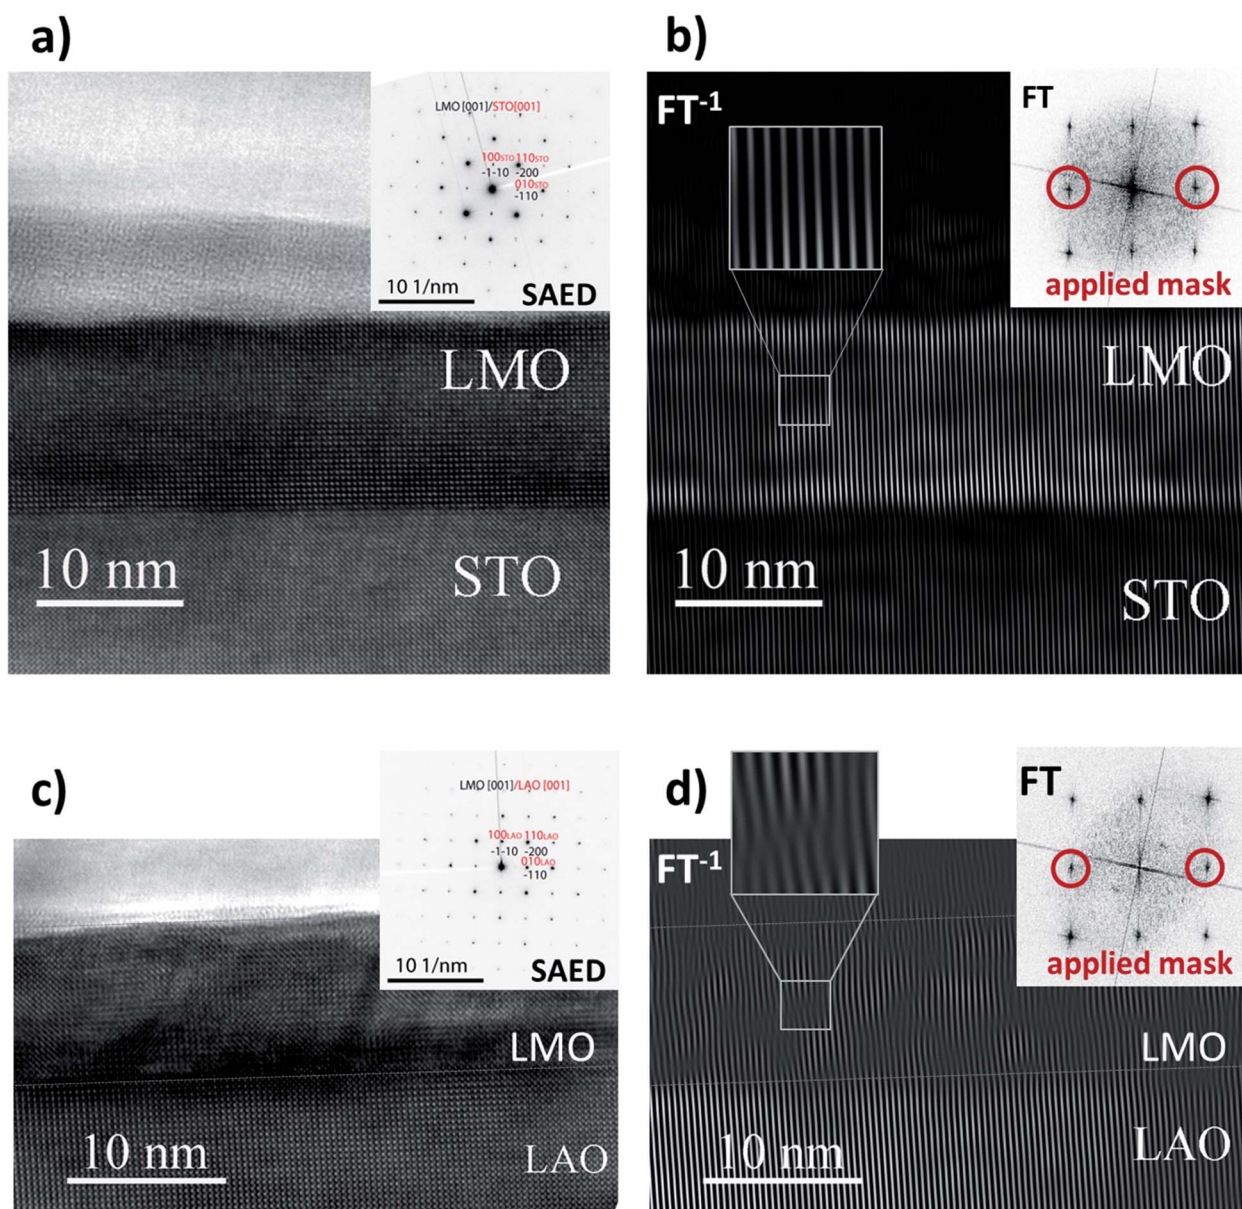 a)
LMO [001]/STO[001]
100STO 110STO
-1-10 -200
010STO
-110
10 1/nm SAED
LMO
10 nm STO
b)
FT-1
FT
applied mask
LMO
10 nm STO
c)
LMO [001]/LAO [001]
100LAO 110LAO
-1-10 -200
010LAO
-110
10 1/nm SAED
LMO
10 nm LAO
d)
FT-1
FT
applied mask
LMO
10 nm LAO